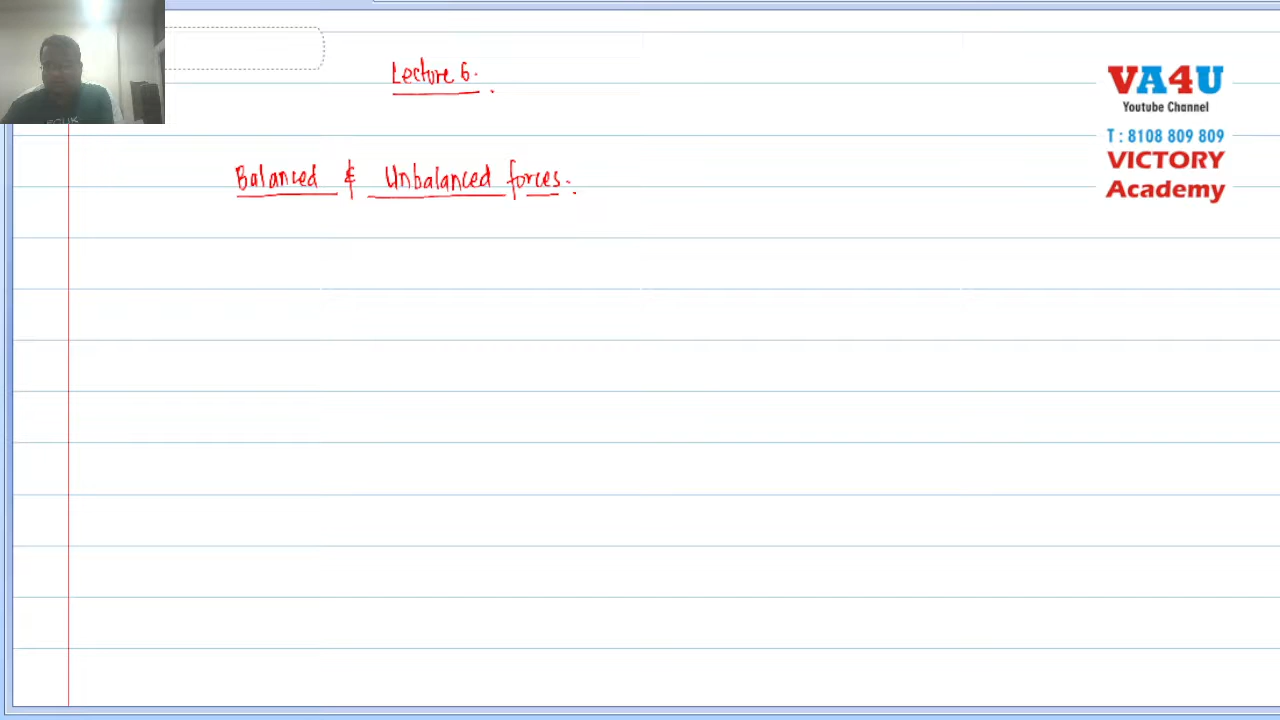 Lecture 6.
VA4U
Youtube Channel
T : 8108 809 809
VICTORY
Academy
Balanced & Unbalanced forces.